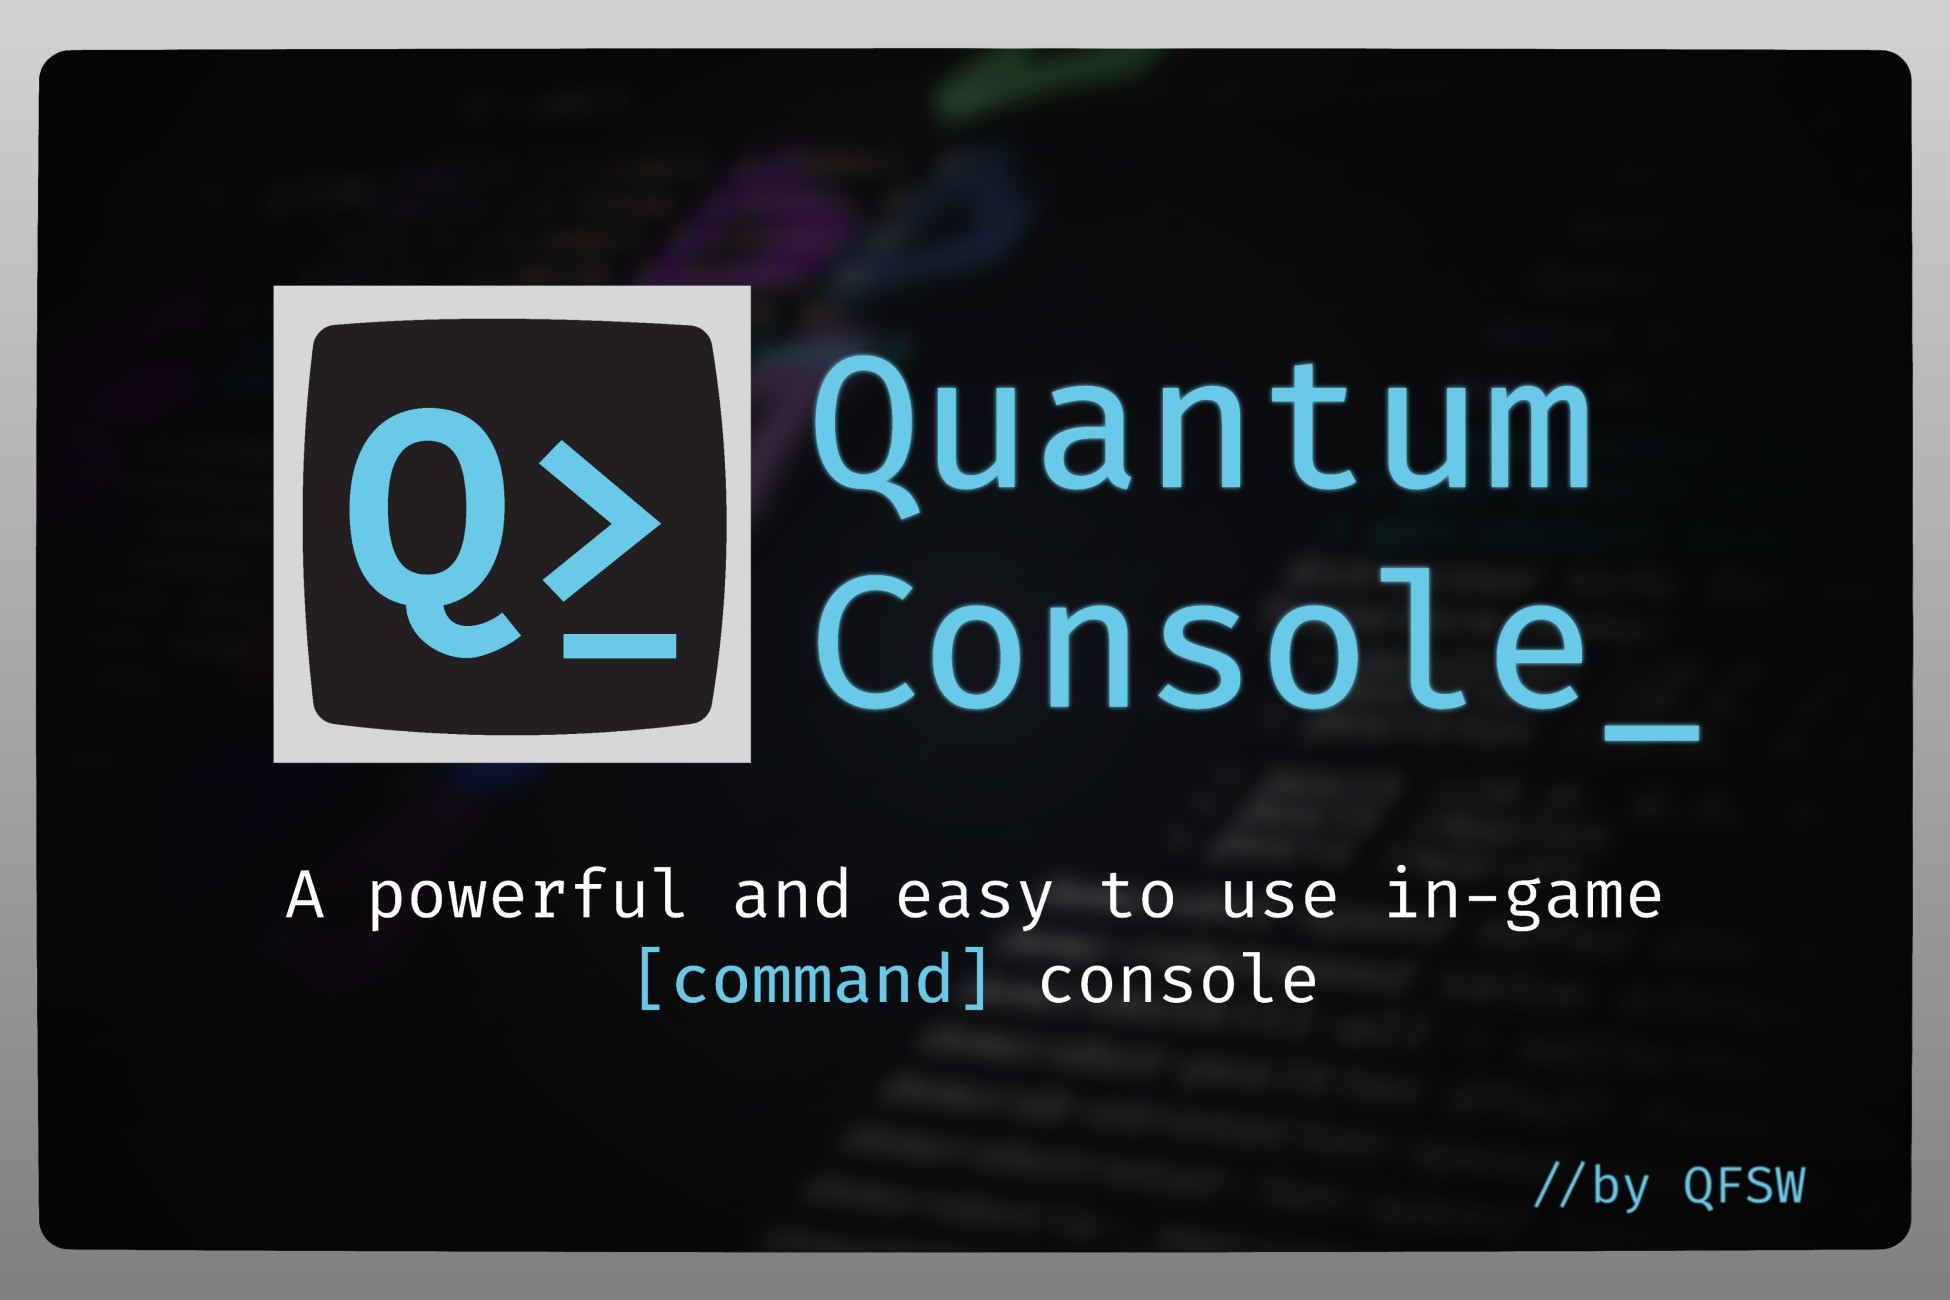 Q>_
Quantum
Console_
A powerful and easy to use in-game
[command] console
//by QFSW